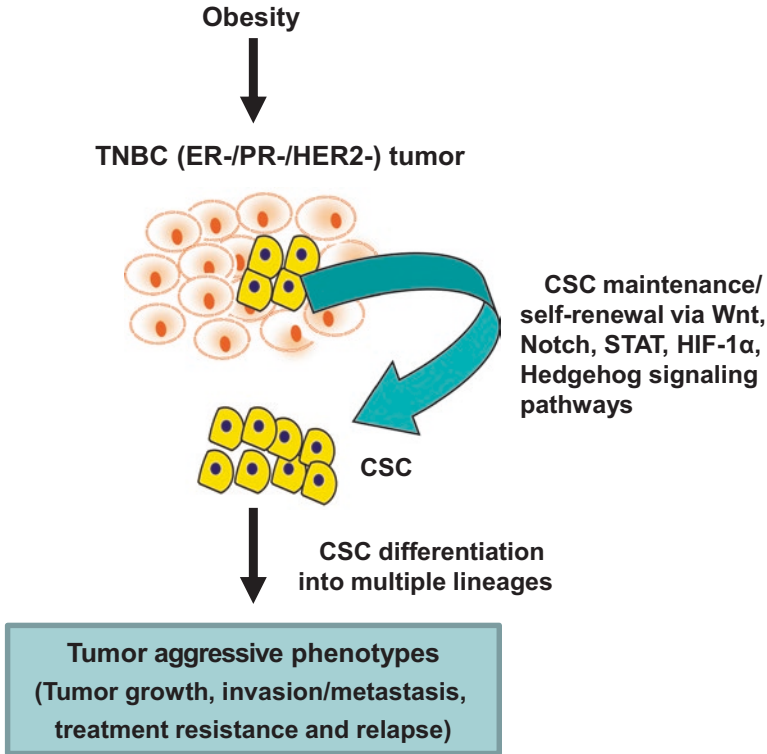 Obesity
TNBC (ER-/PR-/HER2-) tumor
CSC maintenance/
self-renewal via Wnt,
Notch, STAT, HIF-1α,
Hedgehog signaling
pathways
CSC
CSC differentiation
into multiple lineages
Tumor aggressive phenotypes
(Tumor growth, invasion/metastasis,
treatment resistance and relapse)